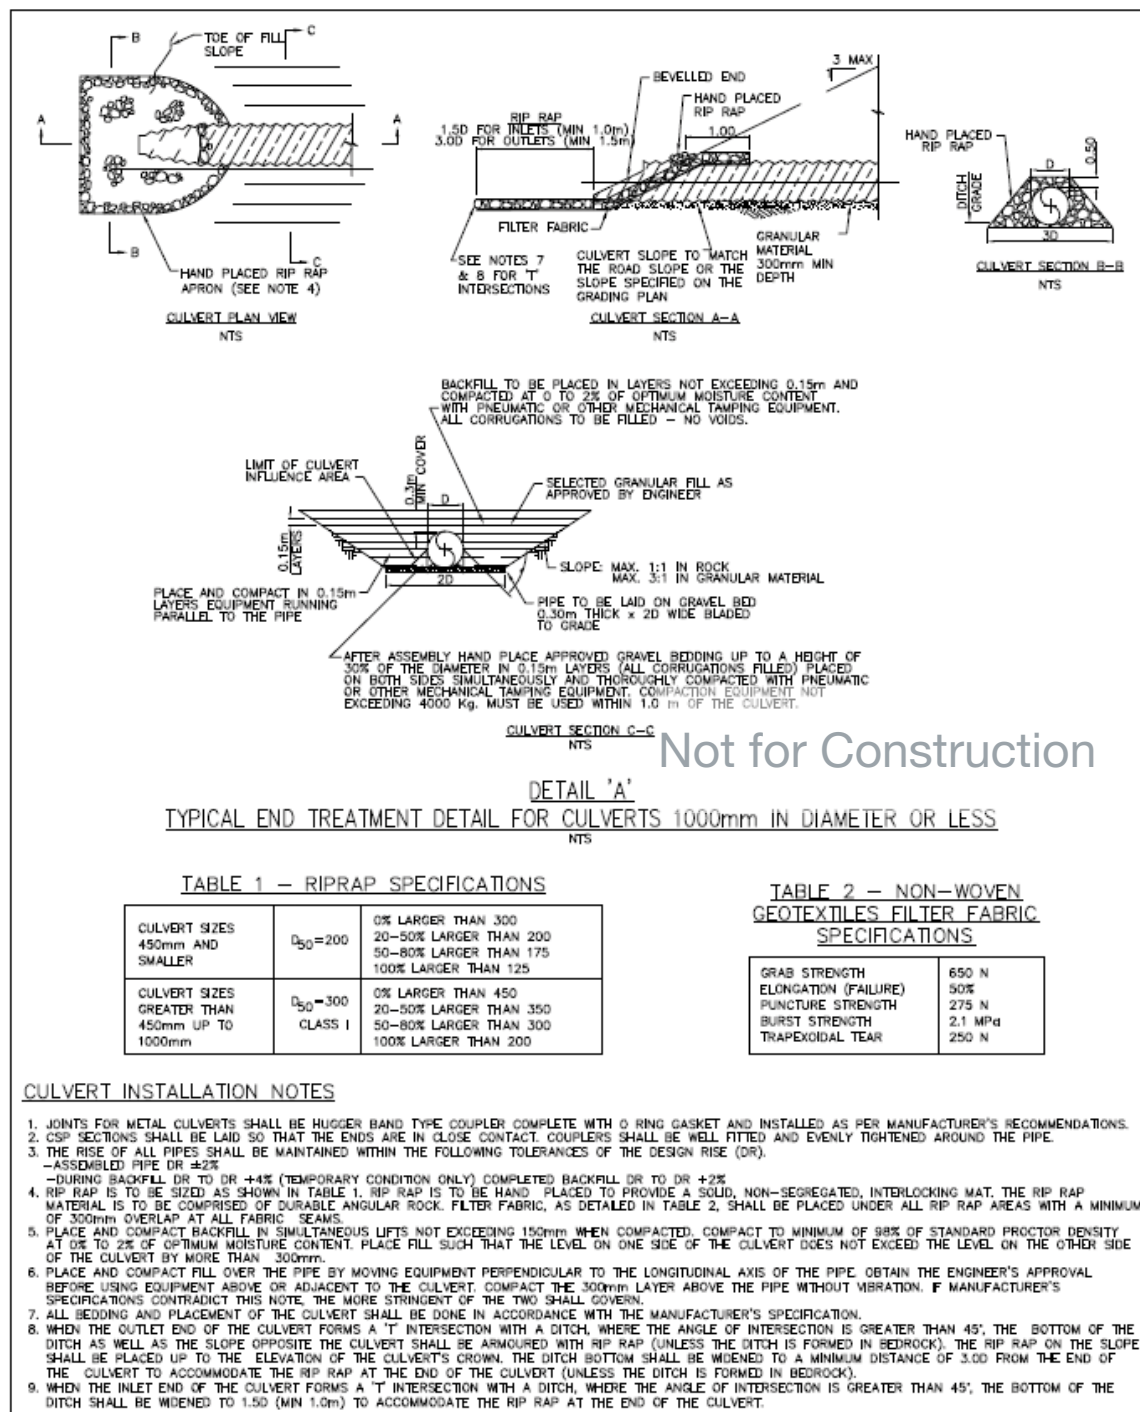 B
TOE OF FILL
SLOPE
C
A
A
B
C
HAND PLACED RIP RAP
APRON (SEE NOTE 4)
CULVERT PLAN VIEW
NTS
3 MAX
1
BEVELLED END
HAND PLACED
RIP RAP
RIP RAP
1.5D FOR INLETS (MIN 1.0m)
3.0D FOR OUTLETS (MIN 1.5m)
1.00
FILTER FABRIC
SEE NOTES 7
& 8 FOR 'T'
INTERSECTIONS
CULVERT SLOPE TO MATCH
THE ROAD SLOPE OR THE
SLOPE SPECIFIED ON THE
GRADING PLAN
GRANULAR
MATERIAL
300mm MIN
DEPTH
CULVERT SECTION A-A
NTS
HAND PLACED
RIP RAP
D
0.50
DITCH
GRADE
3D
CULVERT SECTION B-B
NTS
BACKFILL TO BE PLACED IN LAYERS NOT EXCEEDING 0.15m AND
COMPACTED AT 0 TO 2% OF OPTIMUM MOISTURE CONTENT
WITH PNEUMATIC OR OTHER MECHANICAL TAMPING EQUIPMENT.
ALL CORRUGATIONS TO BE FILLED - NO VOIDS.
LIMIT OF CULVERT
INFLUENCE AREA
0.3m
MIN COVER
D
SELECTED GRANULAR FILL AS
APPROVED BY ENGINEER
0.15m
LAYERS
2D
SLOPE: MAX. 1:1 IN ROCK
MAX. 3:1 IN GRANULAR MATERIAL
PLACE AND COMPACT IN 0.15m
LAYERS EQUIPMENT RUNNING
PARALLEL TO THE PIPE
PIPE TO BE LAID ON GRAVEL BED
0.30m THICK x 2D WIDE BLADED
TO GRADE
AFTER ASSEMBLY HAND PLACE APPROVED GRAVEL BEDDING UP TO A HEIGHT OF
30% OF THE DIAMETER IN 0.15m LAYERS (ALL CORRUGATIONS FILLED) PLACED
ON BOTH SIDES SIMULTANEOUSLY AND THOROUGHLY COMPACTED WITH PNEUMATIC
OR OTHER MECHANICAL TAMPING EQUIPMENT. COMPACTION EQUIPMENT NOT
EXCEEDING 4000 Kg. MUST BE USED WITHIN 1.0 m OF THE CULVERT.
CULVERT SECTION C-C
NTS
Not for Construction
DETAIL 'A'
TYPICAL END TREATMENT DETAIL FOR CULVERTS 1000mm IN DIAMETER OR LESS
NTS
TABLE 1 - RIPRAP SPECIFICATIONS
CULVERT SIZES
450mm AND
SMALLER
D50=200
0% LARGER THAN 300
20-50% LARGER THAN 200
50-80% LARGER THAN 175
100% LARGER THAN 125
CULVERT SIZES
GREATER THAN
450mm UP TO
1000mm
D50=300
CLASS I
0% LARGER THAN 450
20-50% LARGER THAN 350
50-80% LARGER THAN 300
100% LARGER THAN 200
TABLE 2 - NON-WOVEN
GEOTEXTILES FILTER FABRIC
SPECIFICATIONS
GRAB STRENGTH 650 N
ELONGATION (FAILURE) 50%
PUNCTURE STRENGTH 275 N
BURST STRENGTH 2.1 MPa
TRAPEXOIDAL TEAR 250 N
CULVERT INSTALLATION NOTES
1. JOINTS FOR METAL CULVERTS SHALL BE HUGGER BAND TYPE COUPLER COMPLETE WITH O RING GASKET AND INSTALLED AS PER MANUFACTURER'S RECOMMENDATIONS.
2. CSP SECTIONS SHALL BE LAID SO THAT THE ENDS ARE IN CLOSE CONTACT. COUPLERS SHALL BE WELL FITTED AND EVENLY TIGHTENED AROUND THE PIPE.
3. THE RISE OF ALL PIPES SHALL BE MAINTAINED WITHIN THE FOLLOWING TOLERANCES OF THE DESIGN RISE (DR).
-ASSEMBLED PIPE DR ±2%
-DURING BACKFILL DR TO DR +4% (TEMPORARY CONDITION ONLY) COMPLETED BACKFILL DR TO DR +2%
4. RIP RAP IS TO BE SIZED AS SHOWN IN TABLE 1. RIP RAP IS TO BE HAND PLACED TO PROVIDE A SOLID, NON-SEGREGATED, INTERLOCKING MAT. THE RIP RAP
MATERIAL IS TO BE COMPRISED OF DURABLE ANGULAR ROCK. FILTER FABRIC, AS DETAILED IN TABLE 2, SHALL BE PLACED UNDER ALL RIP RAP AREAS WITH A MINIMUM
OF 300mm OVERLAP AT ALL FABRIC SEAMS.
5. PLACE AND COMPACT BACKFILL IN SIMULTANEOUS LIFTS NOT EXCEEDING 150mm WHEN COMPACTED. COMPACT TO MINIMUM OF 98% OF STANDARD PROCTOR DENSITY
AT 0% TO 2% OF OPTIMUM MOISTURE CONTENT. PLACE FILL SUCH THAT THE LEVEL ON ONE SIDE OF THE CULVERT DOES NOT EXCEED THE LEVEL ON THE OTHER SIDE
OF THE CULVERT BY MORE THAN 300mm.
6. PLACE AND COMPACT FILL OVER THE PIPE BY MOVING EQUIPMENT PERPENDICULAR TO THE LONGITUDINAL AXIS OF THE PIPE. OBTAIN THE ENGINEER'S APPROVAL
BEFORE USING EQUIPMENT ABOVE OR ADJACENT TO THE CULVERT. COMPACT THE 300mm LAYER ABOVE THE PIPE WITHOUT VIBRATION. IF MANUFACTURER'S
SPECIFICATIONS CONTRADICT THIS NOTE, THE MORE STRINGENT OF THE TWO SHALL GOVERN.
7. ALL BEDDING AND PLACEMENT OF THE CULVERT SHALL BE DONE IN ACCORDANCE WITH THE MANUFACTURER'S SPECIFICATION.
8. WHEN THE OUTLET END OF THE CULVERT FORMS A 'T' INTERSECTION WITH A DITCH, WHERE THE ANGLE OF INTERSECTION IS GREATER THAN 45°, THE BOTTOM OF THE
DITCH AS WELL AS THE SLOPE OPPOSITE THE CULVERT SHALL BE ARMOURED WITH RIP RAP (UNLESS THE DITCH IS FORMED IN BEDROCK). THE RIP RAP ON THE SLOPE
SHALL BE PLACED UP TO THE ELEVATION OF THE CULVERT'S CROWN. THE DITCH BOTTOM SHALL BE WIDENED TO A MINIMUM DISTANCE OF 3.0D FROM THE END OF
THE CULVERT TO ACCOMMODATE THE RIP RAP AT THE END OF THE CULVERT (UNLESS THE DITCH IS FORMED IN BEDROCK).
9. WHEN THE INLET END OF THE CULVERT FORMS A 'T' INTERSECTION WITH A DITCH, WHERE THE ANGLE OF INTERSECTION IS GREATER THAN 45°, THE BOTTOM OF THE
DITCH SHALL BE WIDENED TO 1.5D (MIN 1.0m) TO ACCOMMODATE THE RIP RAP AT THE END OF THE CULVERT.